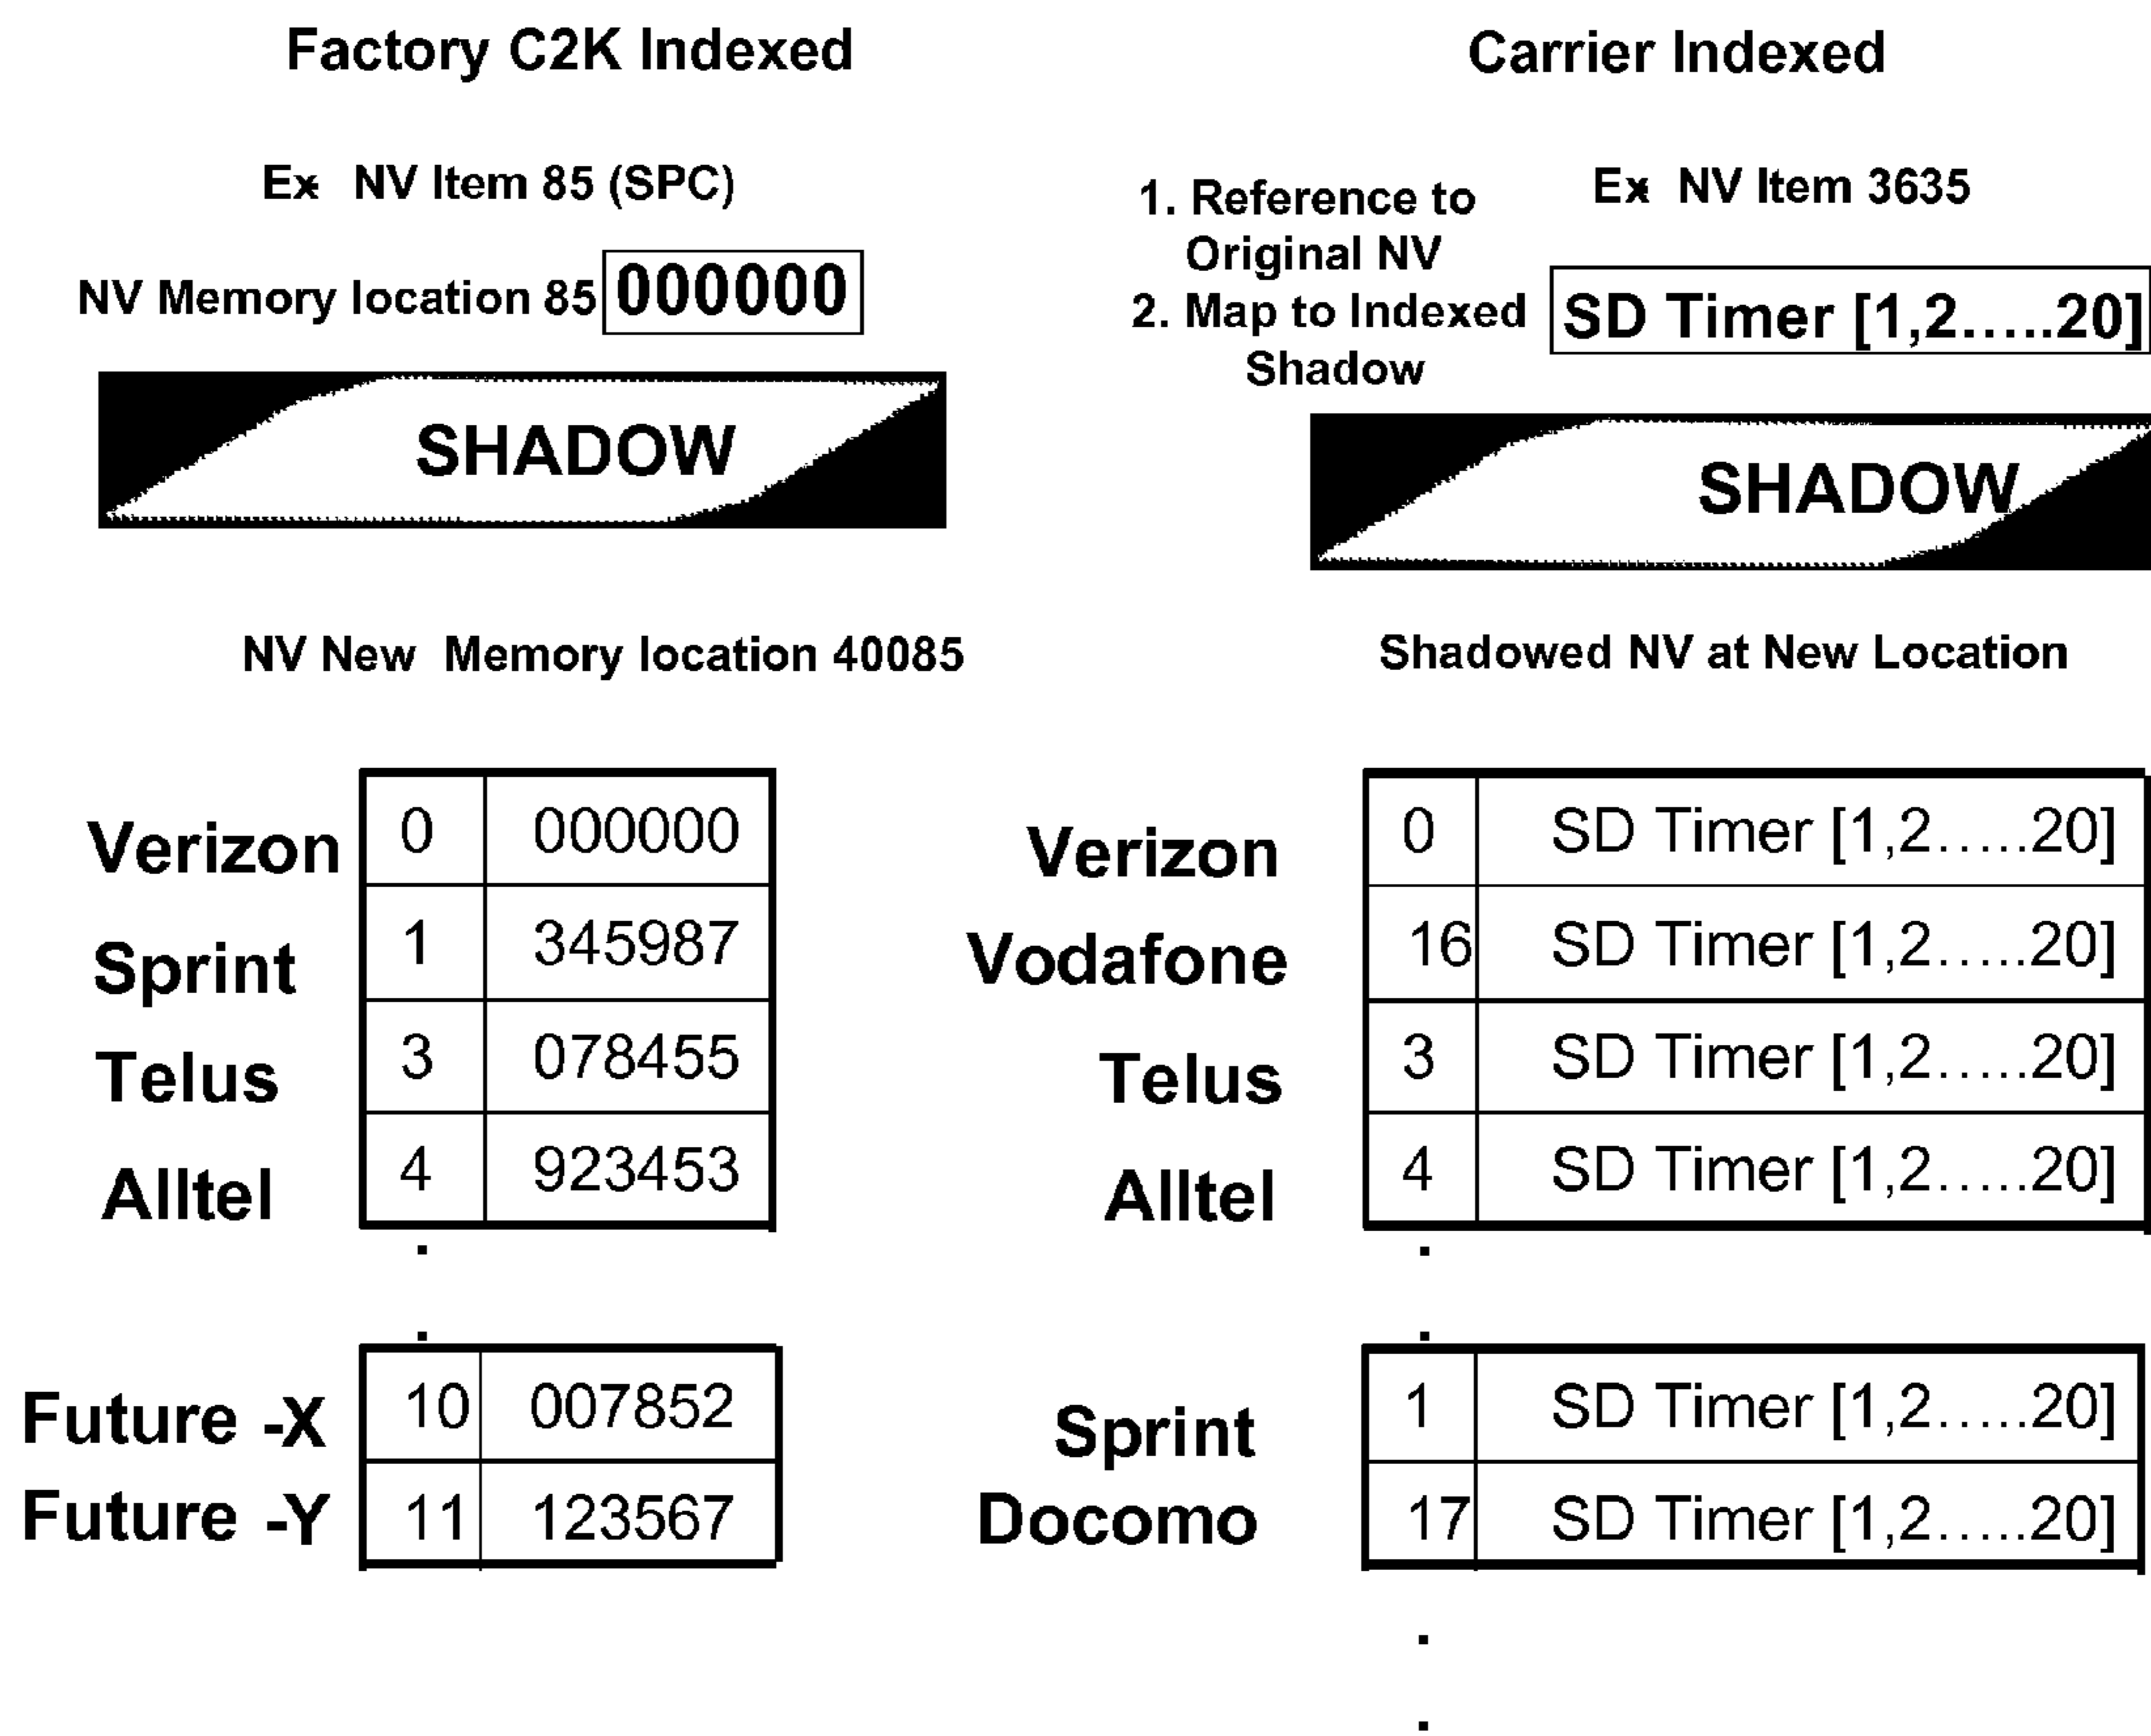 Factory C2K Indexed
Ex NV Item 85 (SPC)
NV Memory location 85 000000
SHADOW
NV New Memory location 40085
Verizon 0 000000
Sprint 1 345987
Telus 3 078455
Alltel 4 923453
.
.
Future -X 10 007852
Future -Y 11 123567
Carrier Indexed
1. Reference to
Original NV
2. Map to Indexed
Shadow
Ex NV Item 3635
SD Timer [1,2.....20]
SHADOW
Shadowed NV at New Location
Verizon 0 SD Timer [1,2.....20]
Vodafone 16 SD Timer [1,2.....20]
Telus 3 SD Timer [1,2.....20]
Alltel 4 SD Timer [1,2.....20]
.
.
Sprint 1 SD Timer [1,2.....20]
Docomo 17 SD Timer [1,2.....20]
.
.